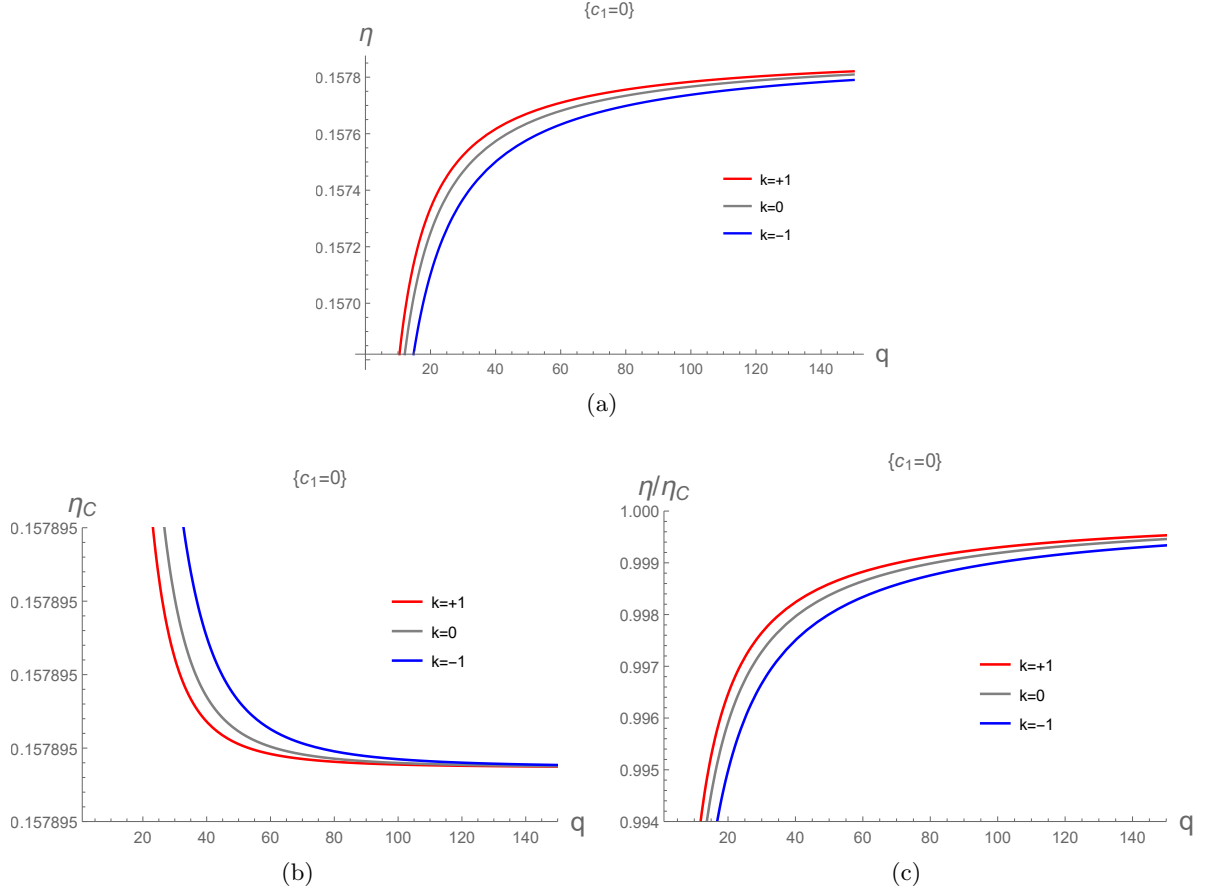 {c₁=0}
η
0.1578
0.1576
0.1574
0.1572
0.1570
k=+1
k=0
k=−1
20 40 60 80 100 120 140 q
(a)
{c₁=0}
η_C
0.157895
0.157895
0.157895
0.157895
0.157895
k=+1
k=0
k=−1
20 40 60 80 100 120 140 q
(b)
{c₁=0}
η/η_C
1.000
0.999
0.998
0.997
0.996
0.995
0.994
k=+1
k=0
k=−1
20 40 60 80 100 120 140 q
(c)